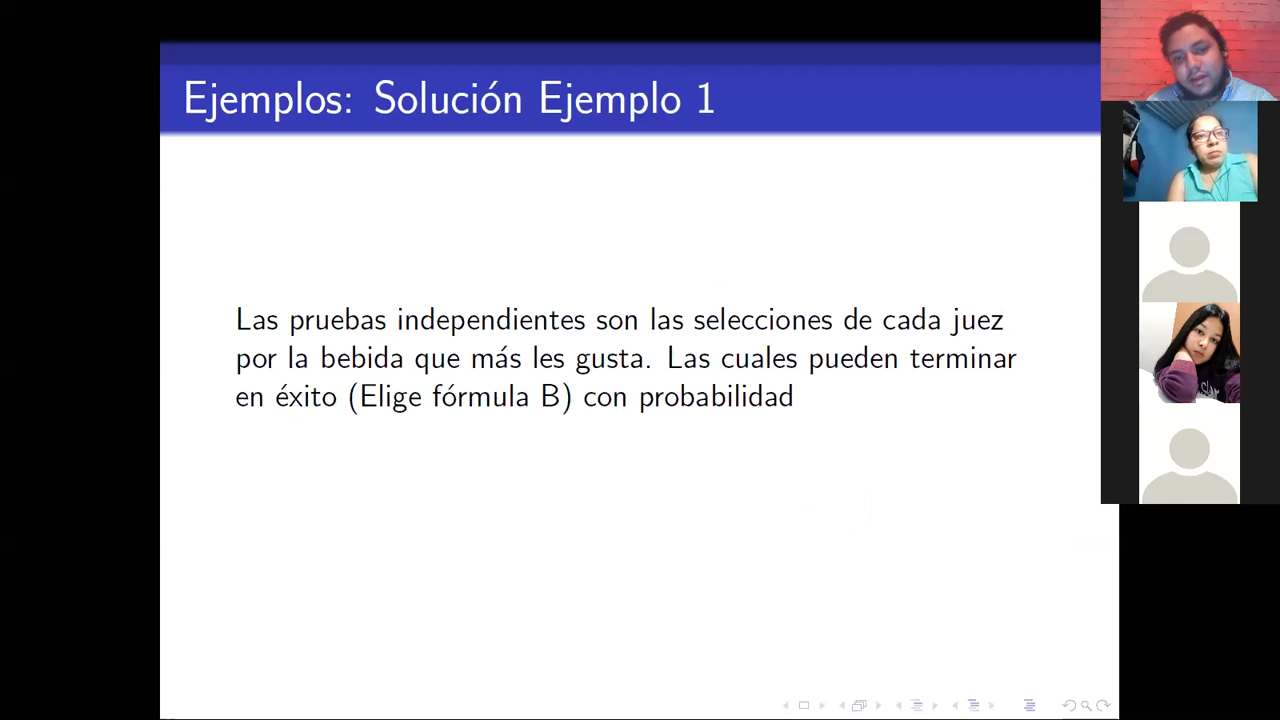 Ejemplos: Solución Ejemplo 1
Las pruebas independientes son las selecciones de cada juez
por la bebida que más les gusta. Las cuales pueden terminar
en éxito (Elige fórmula B) con probabilidad